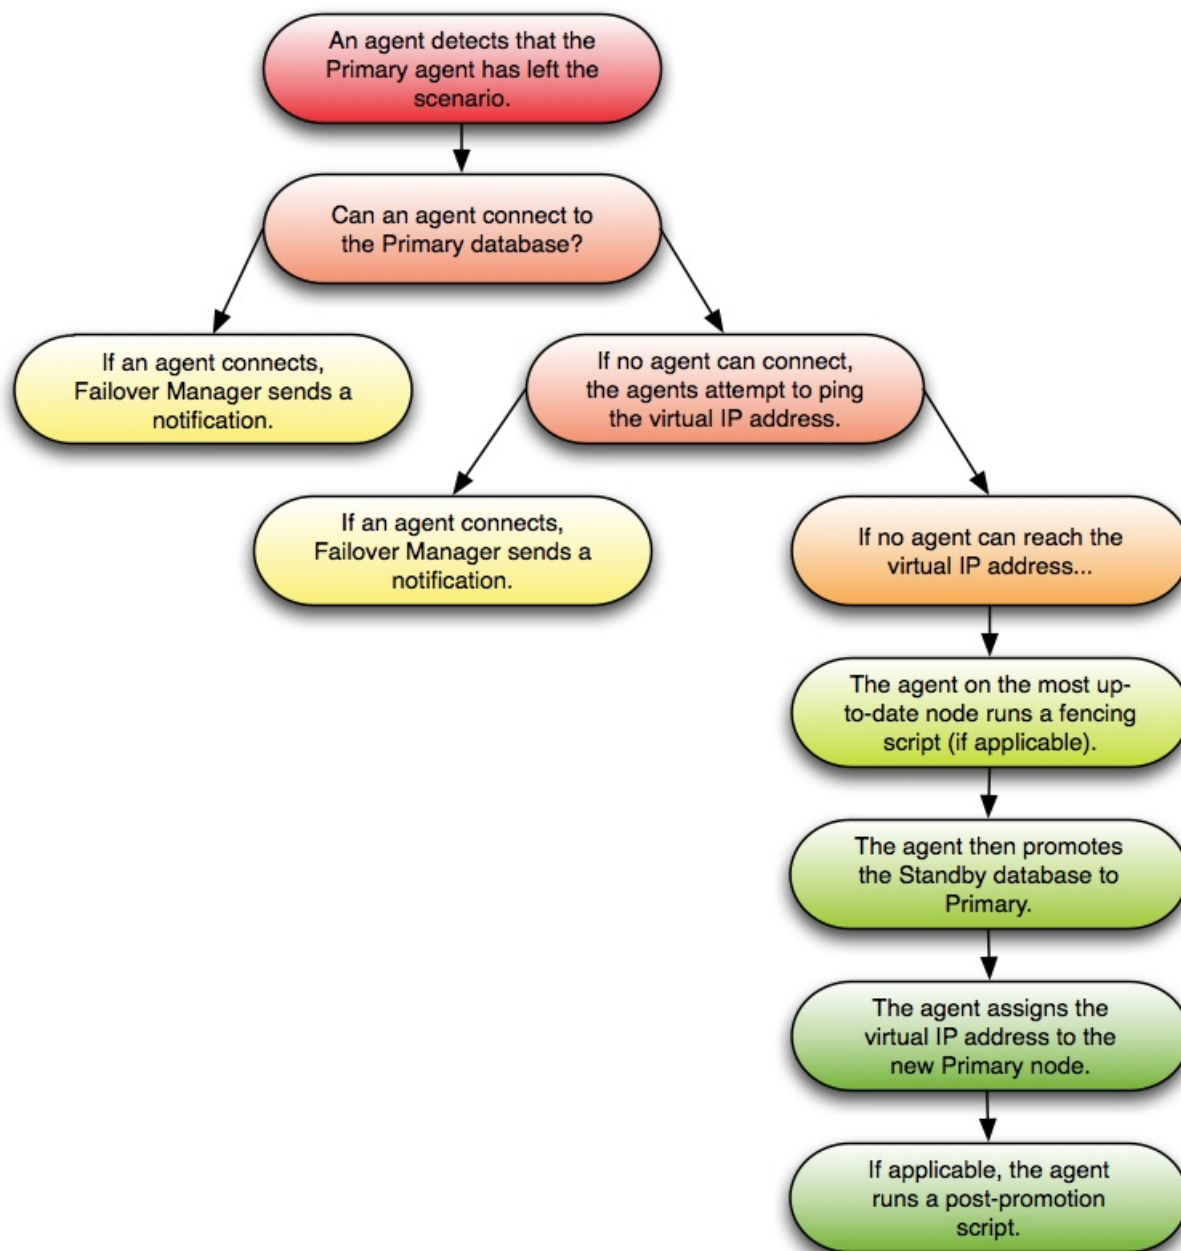 An agent detects that the
Primary agent has left the
scenario.
Can an agent connect to
the Primary database?
If an agent connects,
Failover Manager sends a
notification.
If no agent can connect,
the agents attempt to ping
the virtual IP address.
If an agent connects,
Failover Manager sends a
notification.
If no agent can reach the
virtual IP address...
The agent on the most up-
to-date node runs a fencing
script (if applicable).
The agent then promotes
the Standby database to
Primary.
The agent assigns the
virtual IP address to the
new Primary node.
If applicable, the agent
runs a post-promotion
script.